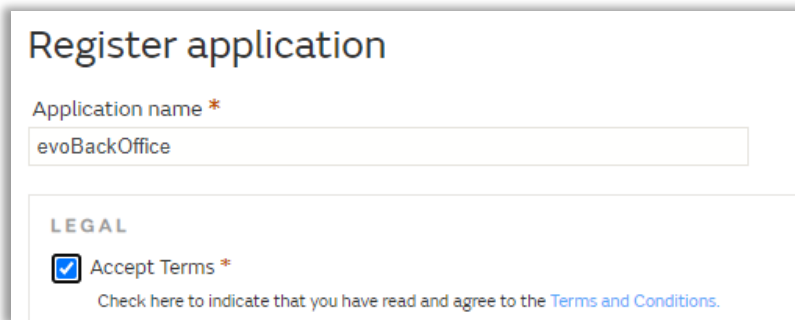 Register application
Application name *
evoBackOffice
LEGAL
Accept Terms *
Check here to indicate that you have read and agree to the Terms and Conditions.